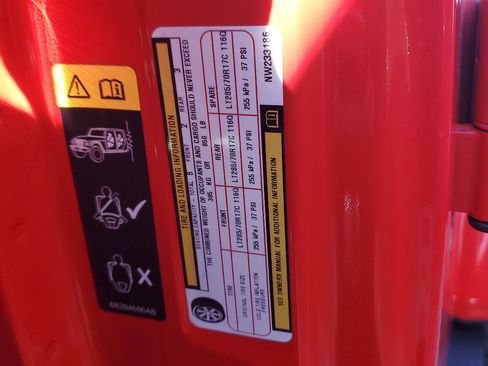 TIRE AND LOADING INFORMATION
SEATING CAPACITY - TOTAL 5 FRONT 2 REAR 3
THE COMBINED WEIGHT OF OCCUPANTS AND CARGO SHOULD NEVER EXCEED
385 KG OR 850 LB
TIRE FRONT REAR SPARE
ORIGINAL TIRE SIZE LT285/70R17C 116Q LT285/70R17C 116Q LT285/70R17C 116Q
COLD TIRE INFLATION PRESSURE 255 kPa / 37 PSI 255 kPa / 37 PSI 255 kPa / 37 PSI
SEE OWNERS MANUAL FOR ADDITIONAL INFORMATION
NW233186
68394680AD